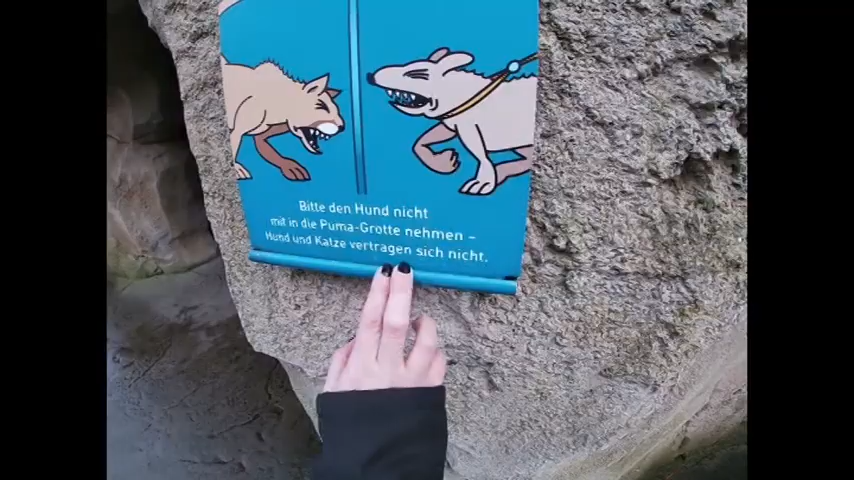 Bitte den Hund nicht
mit in die Puma-Grotte nehmen –
Hund und Katze vertragen sich nicht.